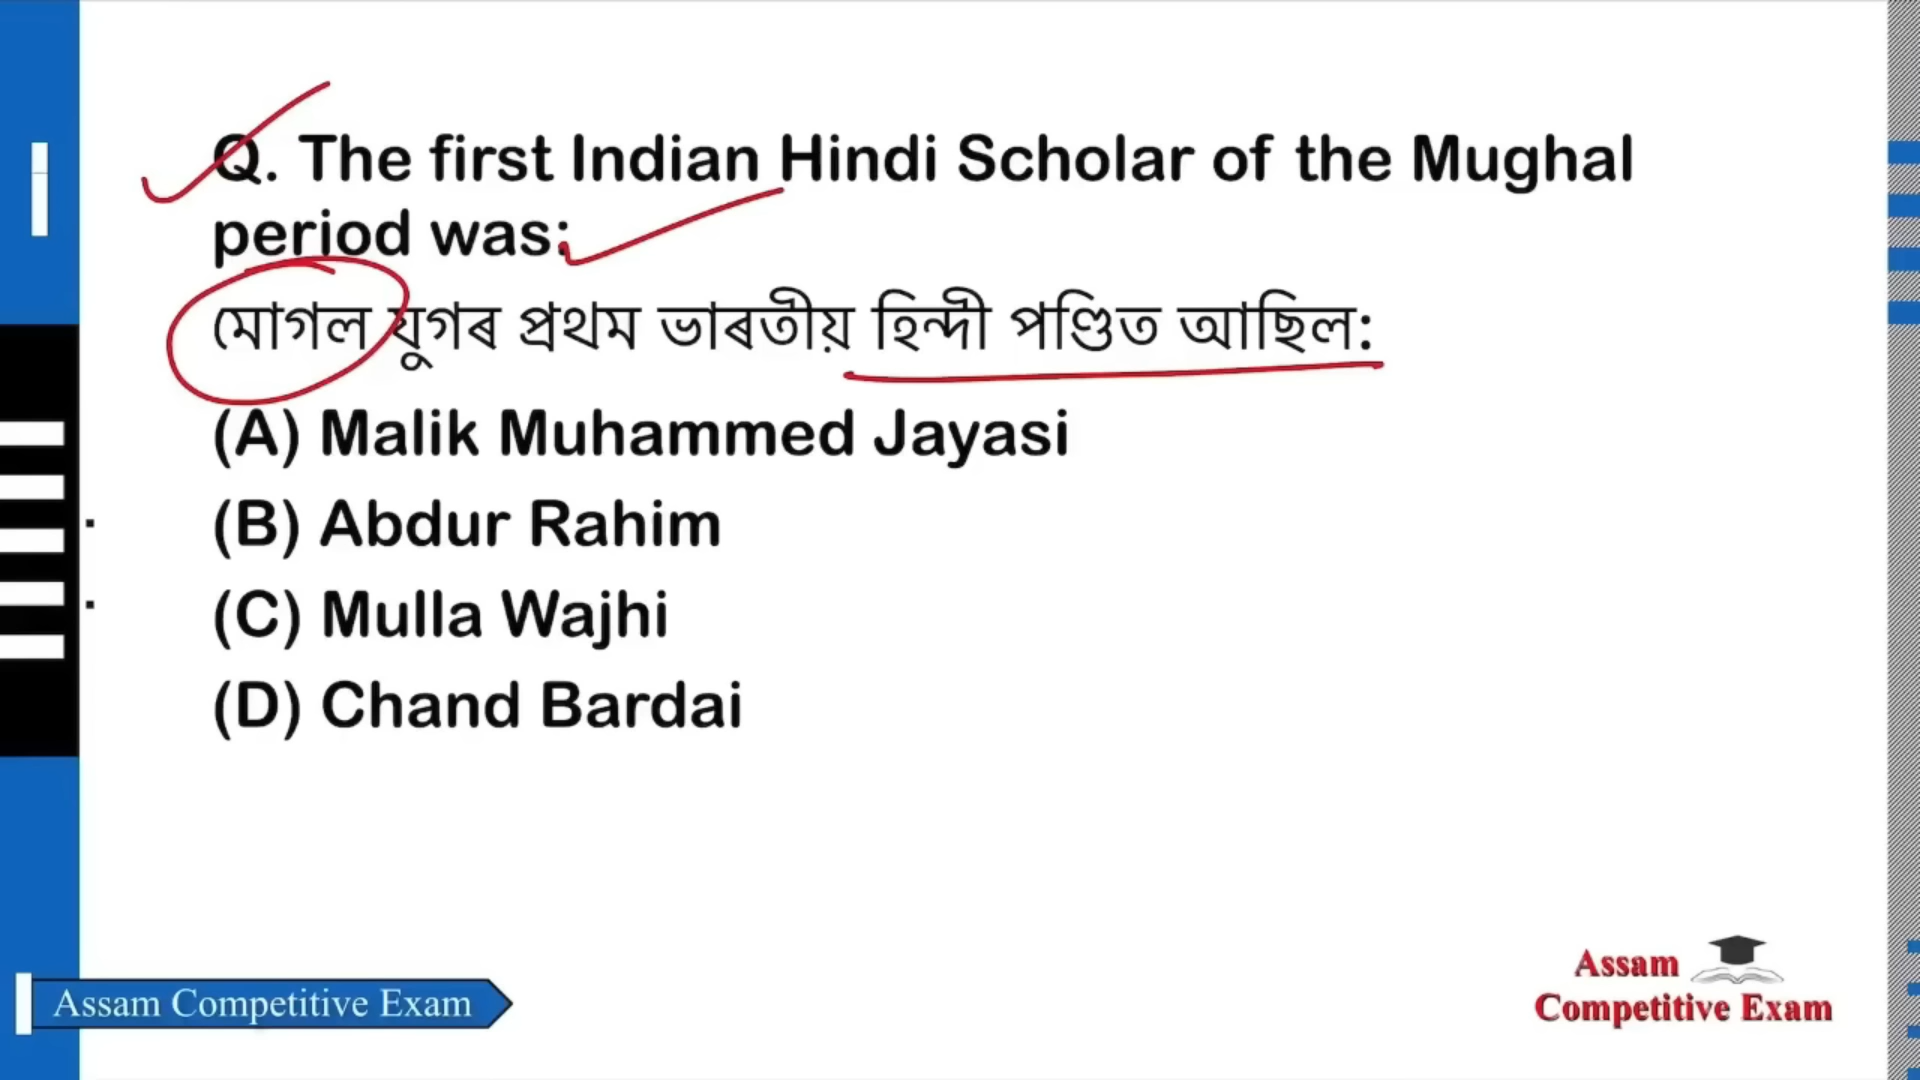 Q. The first Indian Hindi Scholar of the Mughal
period was:
মোগল যুগৰ প্ৰথম ভাৰতীয় হিন্দী পণ্ডিত আছিল:
(A) Malik Muhammed Jayasi
(B) Abdur Rahim
(C) Mulla Wajhi
(D) Chand Bardai
Assam Competitive Exam
Assam
Competitive Exam